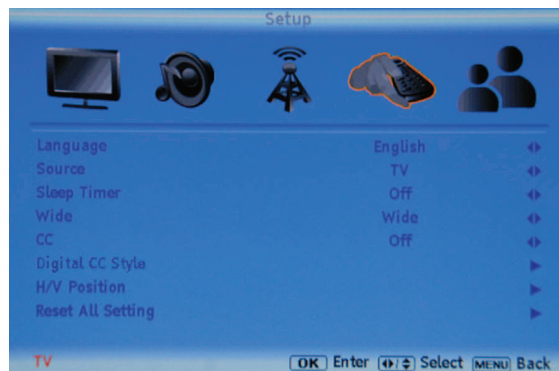 Setup
Language English
Source TV
Sleep Timer Off
Wide Wide
CC Off
Digital CC Style
H/V Position
Reset All Setting
TV OK Enter Select MENU Back